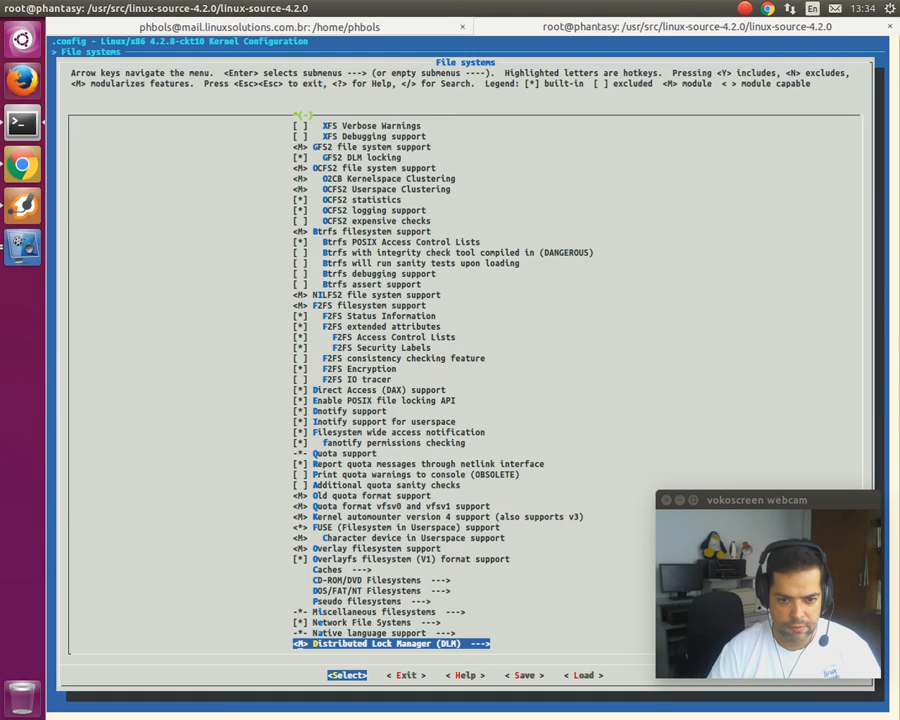 root@phantasy: /usr/src/linux-source-4.2.0
En
13:34
phbols@mail.linuxsolutions.com.br: /home/phbols ×
root@phantasy: /usr/src/linux-source-4.2.0/linux-source-4.2.0 ×
.config - Linux/x86 4.2.8-ckt10 Kernel Configuration
> File systems
File systems
Arrow keys navigate the menu. <Enter> selects submenus ---> (or empty submenus ----). Highlighted letters are hotkeys. Pressing <Y> includes, <N> excludes,
<M> modularizes features. Press <Esc><Esc> to exit, <?> for Help, </> for Search. Legend: [*] built-in [ ] excluded <M> module < > module capable
^(-)
[ ] XFS Verbose Warnings
[ ] XFS Debugging support
<M> GFS2 file system support
[*] GFS2 DLM locking
<M> OCFS2 file system support
<M> O2CB Kernelspace Clustering
<M> OCFS2 Userspace Clustering
[*] OCFS2 statistics
[*] OCFS2 logging support
[ ] OCFS2 expensive checks
<M> Btrfs filesystem support
[*] Btrfs POSIX Access Control Lists
[ ] Btrfs with integrity check tool compiled in (DANGEROUS)
[ ] Btrfs will run sanity tests upon loading
[ ] Btrfs debugging support
[ ] Btrfs assert support
<M> NILFS2 file system support
<M> F2FS filesystem support
[*] F2FS Status Information
[*] F2FS extended attributes
[*] F2FS Access Control Lists
[*] F2FS Security Labels
[ ] F2FS consistency checking feature
[*] F2FS Encryption
[ ] F2FS IO tracer
[*] Direct Access (DAX) support
[*] Enable POSIX file locking API
[*] Dnotify support
[*] Inotify support for userspace
[*] Filesystem wide access notification
[*] fanotify permissions checking
-*- Quota support
[*] Report quota messages through netlink interface
[ ] Print quota warnings to console (OBSOLETE)
[ ] Additional quota sanity checks
<M> Old quota format support
<M> Quota format vfsv0 and vfsv1 support
<M> Kernel automounter version 4 support (also supports v3)
<*> FUSE (Filesystem in Userspace) support
<M> Character device in Userspace support
<M> Overlay filesystem support
[*] Overlayfs filesystem (V1) format support
Caches --->
CD-ROM/DVD Filesystems --->
DOS/FAT/NT Filesystems --->
Pseudo filesystems --->
-*- Miscellaneous filesystems --->
[*] Network File Systems --->
-*- Native language support --->
<M> Distributed Lock Manager (DLM) --->
<Select> < Exit > < Help > < Save > < Load >
vokoscreen webcam